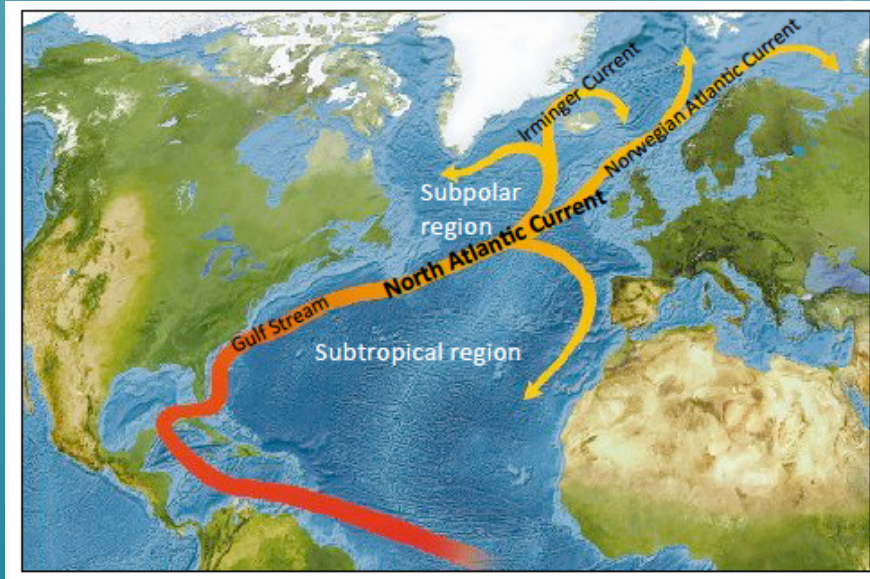 Irminger Current
Norwegian Atlantic Current
Subpolar
region
North Atlantic Current
Gulf Stream
Subtropical region